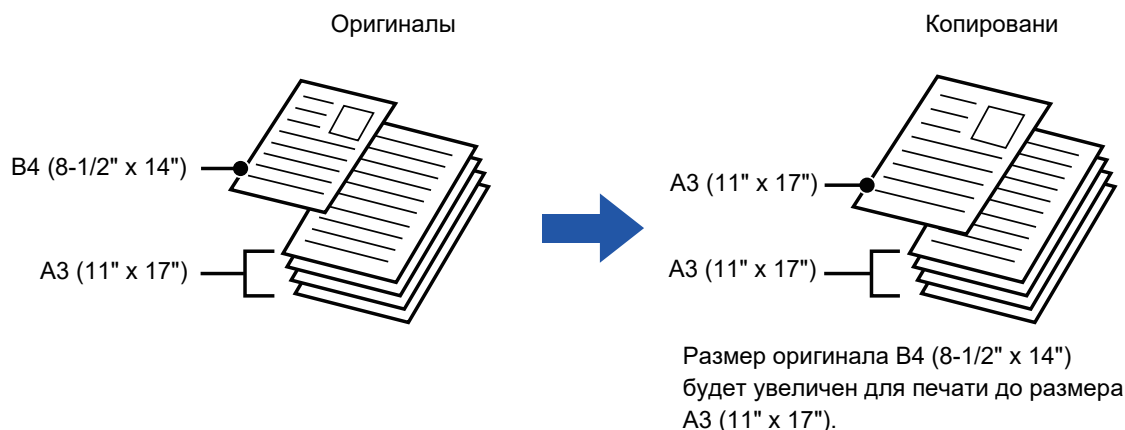 Оригиналы
Копировани
B4 (8-1/2" x 14")
A3 (11" x 17")
A3 (11" x 17")
A3 (11" x 17")
Размер оригинала B4 (8-1/2" x 14")
будет увеличен для печати до размера
A3 (11" x 17").